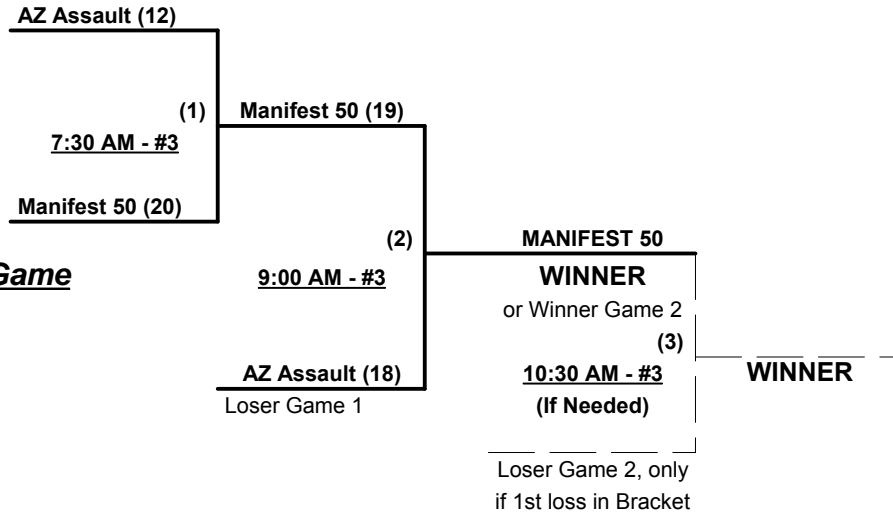 AZ Assault (12)
(1)
Manifest 50 (19)
7:30 AM - #3
Manifest 50 (20)
(2)
MANIFEST 50
Game
9:00 AM - #3
WINNER
or Winner Game 2
(3)
AZ Assault (18)
10:30 AM - #3
WINNER
Loser Game 1
(If Needed)
Loser Game 2, only
if 1st loss in Bracket